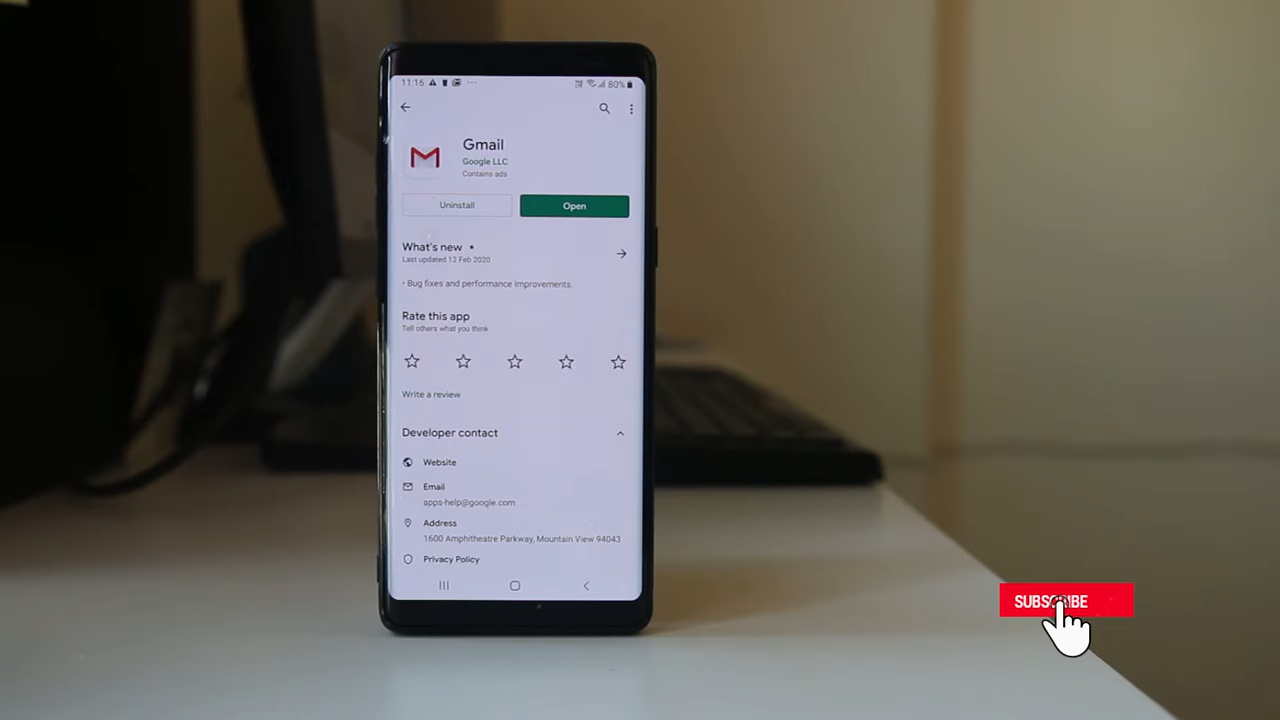 11:16 80%
Gmail
Google LLC
Contains ads
Uninstall Open
What's new •
Last updated 12 Feb 2020
• Bug fixes and performance improvements.
Rate this app
Tell others what you think
Write a review
Developer contact
Website
Email
apps-help@google.com
Address
1600 Amphitheatre Parkway, Mountain View 94043
Privacy Policy
SUBSCRIBE